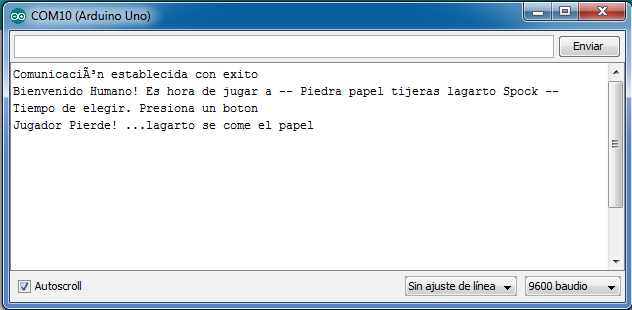 COM10 (Arduino Uno)
Enviar
ComunicaciÃ³n establecida con exito
Bienvenido Humano! Es hora de jugar a -- Piedra papel tijeras lagarto Spock --
Tiempo de elegir. Presiona un boton
Jugador Pierde! ...lagarto se come el papel
Autoscroll
Sin ajuste de línea
9600 baudio